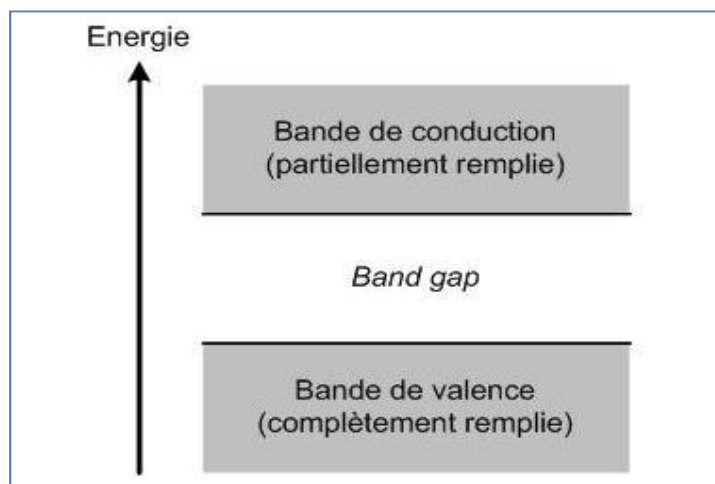 Energie
Bande de conduction
(partiellement remplie)
Band gap
Bande de valence
(complètement remplie)